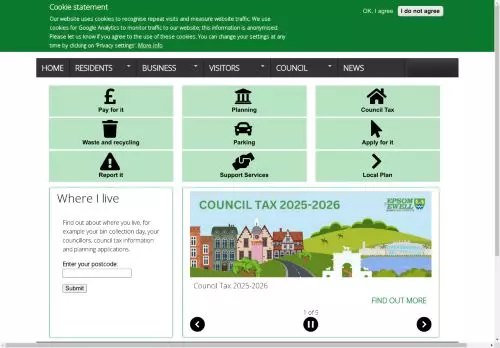 Cookie statement
Our website uses cookies to recognise repeat visits and measure website traffic. We use
cookies for Google Analytics to monitor traffic to our website; this information is anonymised.
Please let us know if you agree to the use of these cookies. You can change your settings at
any time by clicking on 'Privacy settings'. More info
OK, I agree
I do not agree
HOME RESIDENTS BUSINESS VISITORS COUNCIL NEWS
Pay for it
Planning
Council Tax
Waste and recycling
Parking
Apply for it
Report it
Support Services
Local Plan
Where I live
Find out about where you live, for
example your bin collection day, your
councillors, council tax information
and planning applications.
Enter your postcode:
Submit
COUNCIL TAX 2025-2026
EPSOM
EWELL
Council Tax 2025-2026
FIND OUT MORE
1 of 5